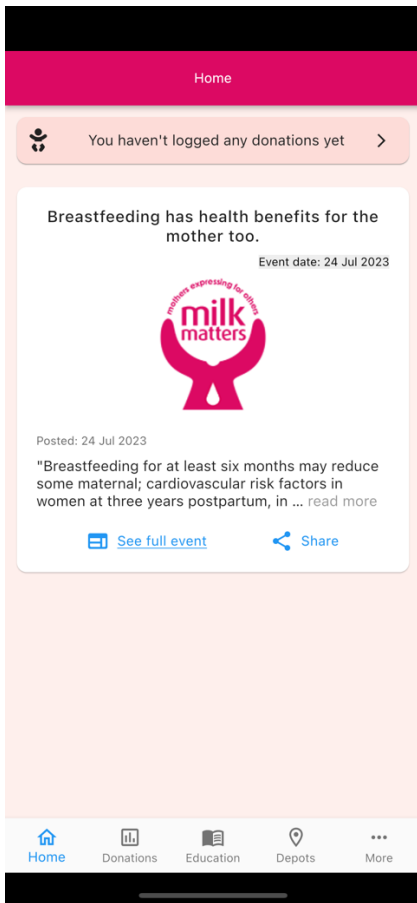 Home
You haven't logged any donations yet
Breastfeeding has health benefits for the
mother too.
Event date: 24 Jul 2023
mothers expressing for others
milk
matters
Posted: 24 Jul 2023
"Breastfeeding for at least six months may reduce
some maternal; cardiovascular risk factors in
women at three years postpartum, in ... read more
See full event
Share
Home
Donations
Education
Depots
More